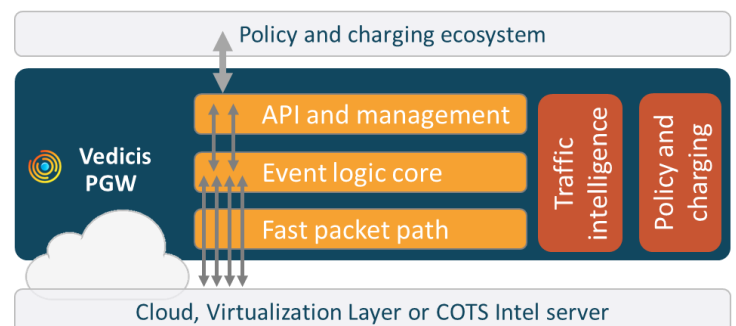 Policy and charging ecosystem
Vedicis
PGW
API and management
Event logic core
Fast packet path
Traffic
intelligence
Policy and
charging
Cloud, Virtualization Layer or COTS Intel server